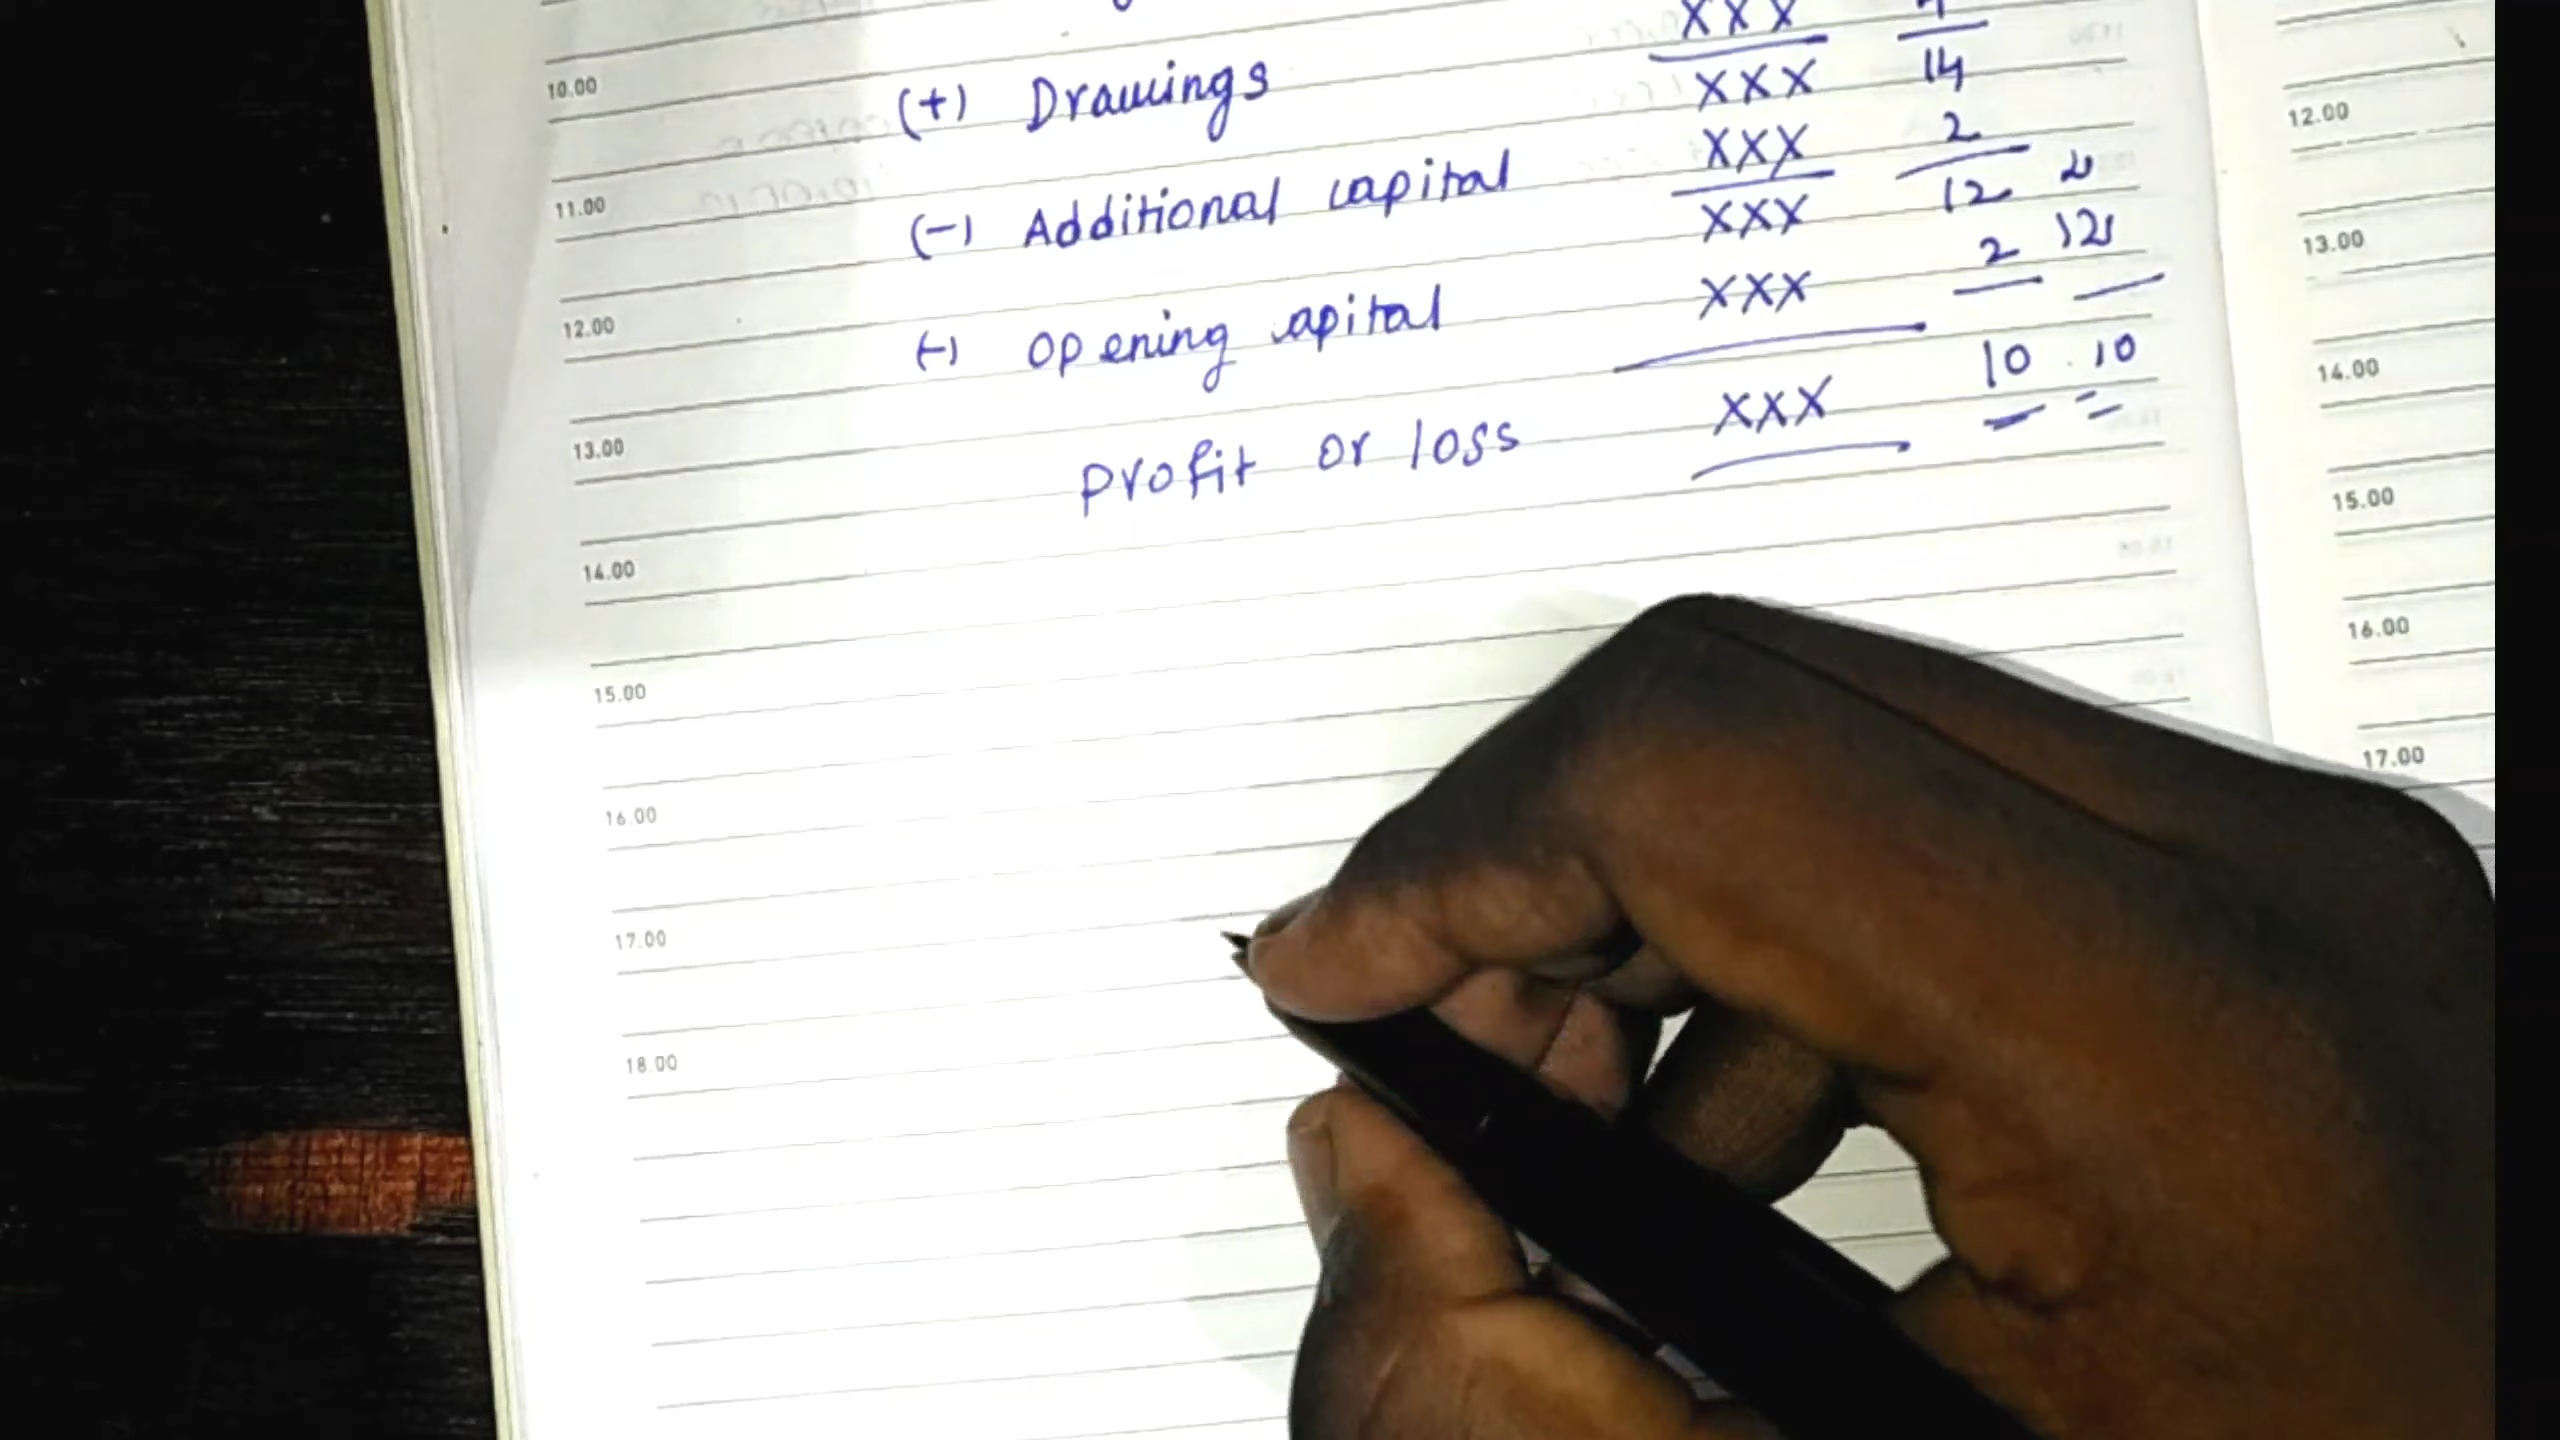 XXX
10.00 (+) Drawings XXX 14
XXX 2
11.00 (-) Additional capital XXX 12 2
12.00 (-) Opening apital XXX 2 12
13.00 profit or loss XXX 10 10
14.00
15.00
16.00
17.00
18.00
12.00
13.00
14.00
15.00
16.00
17.00